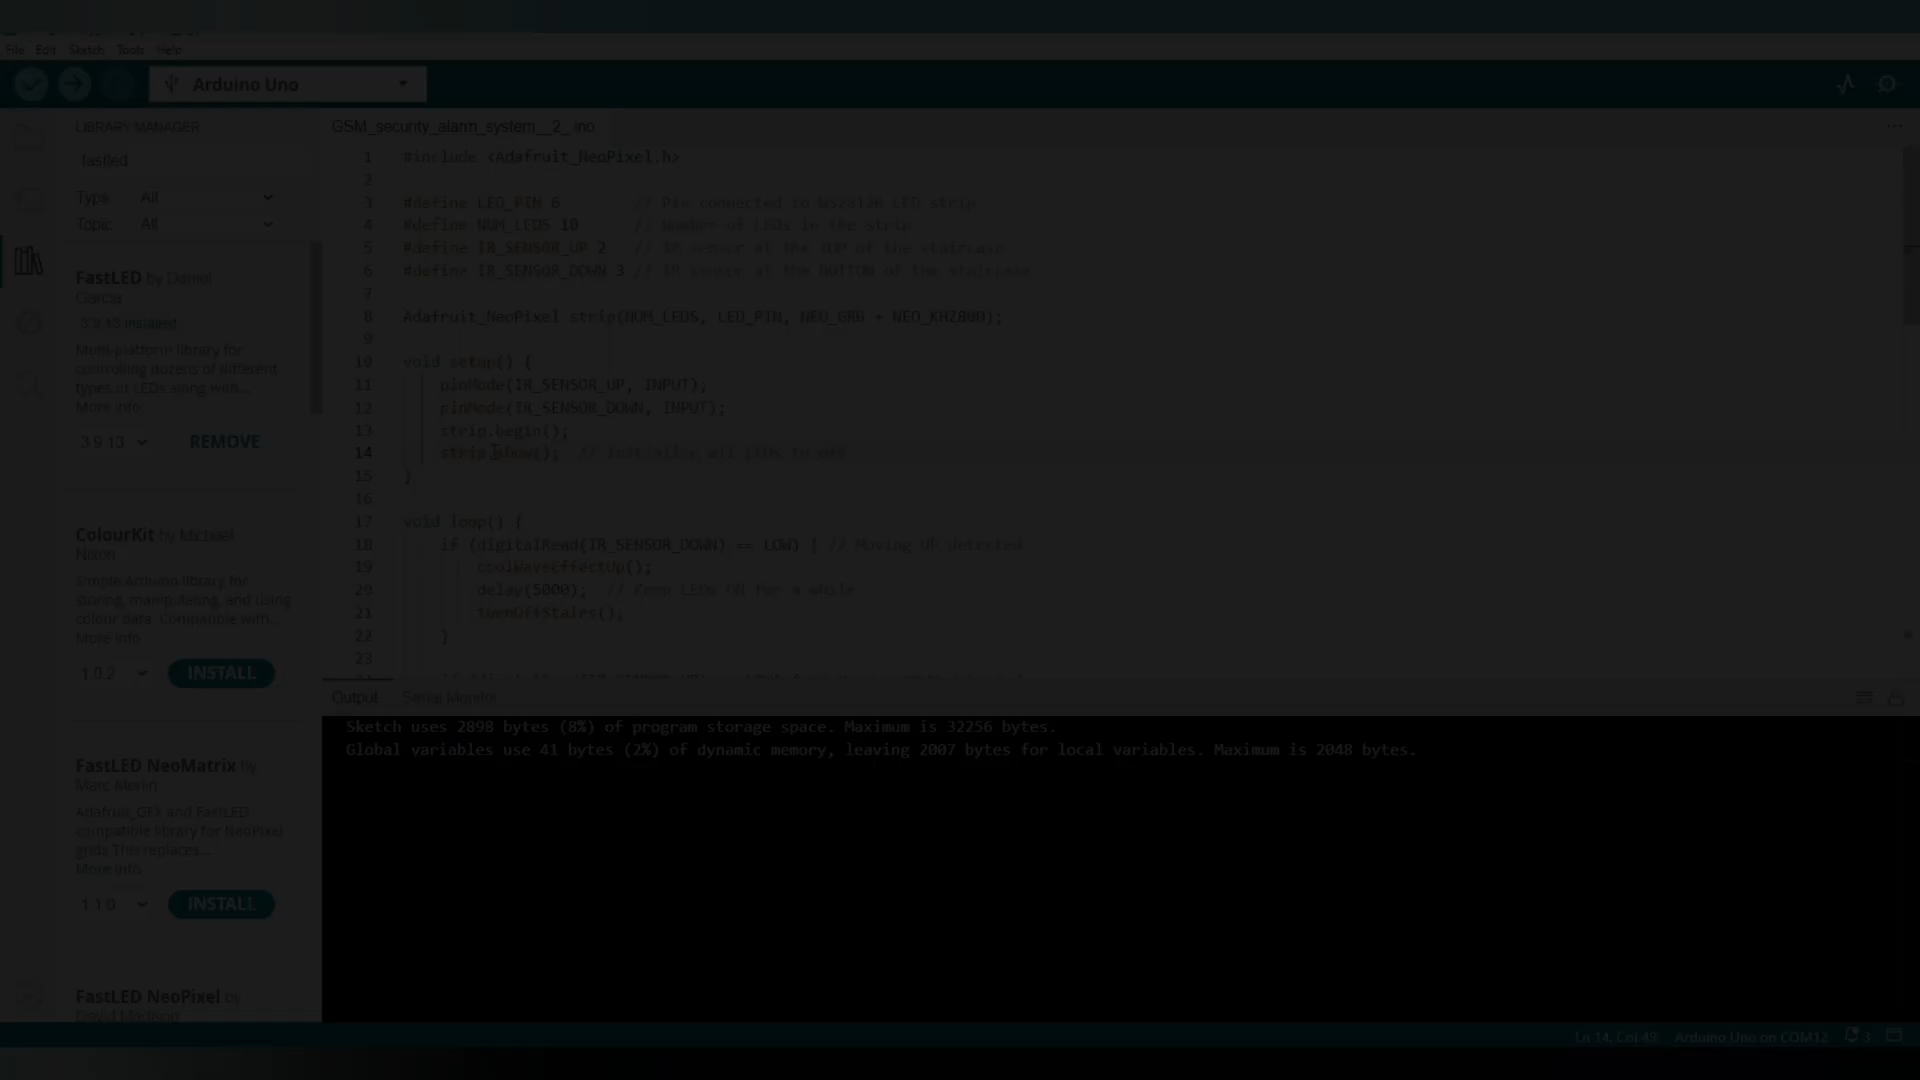 File Edit Sketch Tools Help
Arduino Uno
LIBRARY MANAGER
fastled
Type: All
Topic: All
FastLED by Daniel
Garcia
3.9.13 installed
Multi-platform library for
controlling dozens of different
types of LEDs along with...
More info
3.9.13
REMOVE
ColourKit by Michael
Nixon
Simple Arduino library for
storing, manipulating, and using
colour data. Compatible with...
More info
1.0.2
INSTALL
FastLED NeoMatrix by
Marc Merlin
Adafruit_GFX and FastLED
compatible library for NeoPixel
grids This replaces...
More info
1.1.0
INSTALL
FastLED NeoPixel by
David Madison
GSM_security_alarm_system__2_.ino
1 #include <Adafruit_NeoPixel.h>
2
3 #define LED_PIN 6 // Pin connected to WS2812B LED strip
4 #define NUM_LEDS 10 // Number of LEDs in the strip
5 #define IR_SENSOR_UP 2 // IR sensor at the TOP of the staircase
6 #define IR_SENSOR_DOWN 3 // IR sensor at the BOTTOM of the staircase
7
8 Adafruit_NeoPixel strip(NUM_LEDS, LED_PIN, NEO_GRB + NEO_KHZ800);
9
10 void setup() {
11 pinMode(IR_SENSOR_UP, INPUT);
12 pinMode(IR_SENSOR_DOWN, INPUT);
13 strip.begin();
14 strip.show(); // Initialize all LEDs to off
15 }
16
17 void loop() {
18 if (digitalRead(IR_SENSOR_DOWN) == LOW) { // Moving UP detected
19 coolWaveEffectUp();
20 delay(5000); // Keep LEDs ON for a while
21 turnOffStairs();
22 }
23
Output Serial Monitor
Sketch uses 2898 bytes (8%) of program storage space. Maximum is 32256 bytes.
Global variables use 41 bytes (2%) of dynamic memory, leaving 2007 bytes for local variables. Maximum is 2048 bytes.
Ln 14, Col 49 Arduino Uno on COM12 3